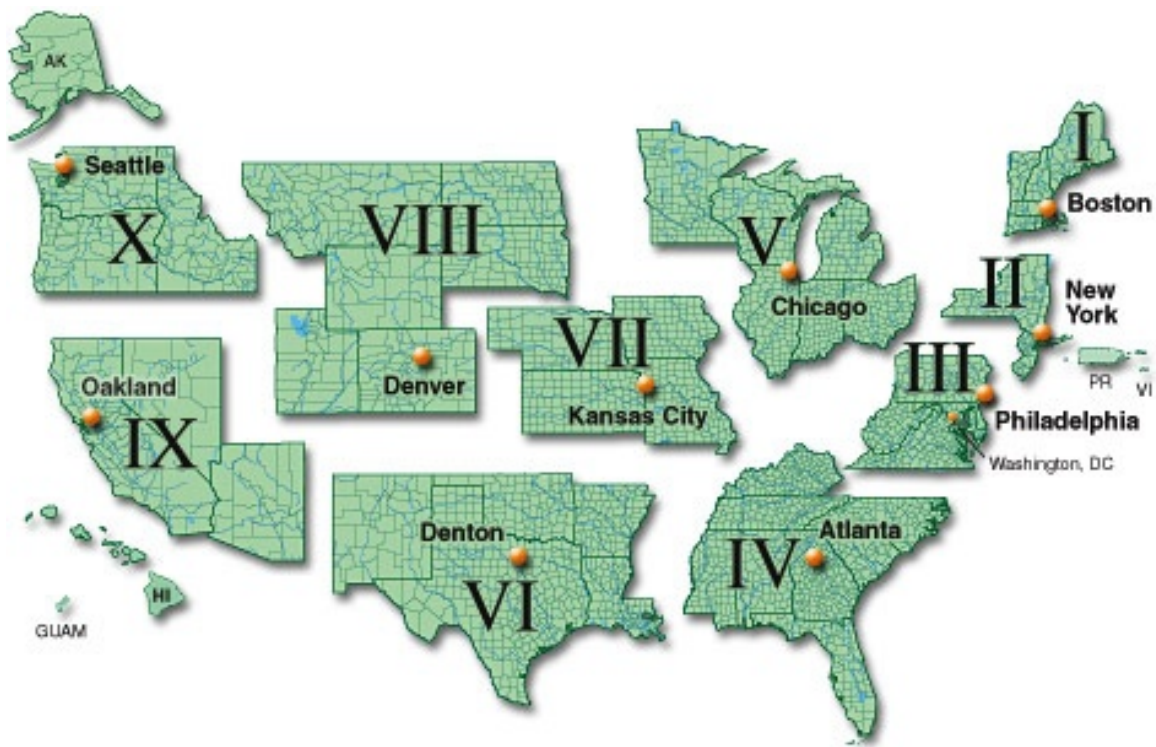 AK
Seattle
X
VIII
V
I
Boston
II
New
York
PR
VI
Chicago
VII
Kansas City
Denver
III
Philadelphia
Washington, DC
Oakland
IX
HI
GUAM
Denton
VI
Atlanta
IV